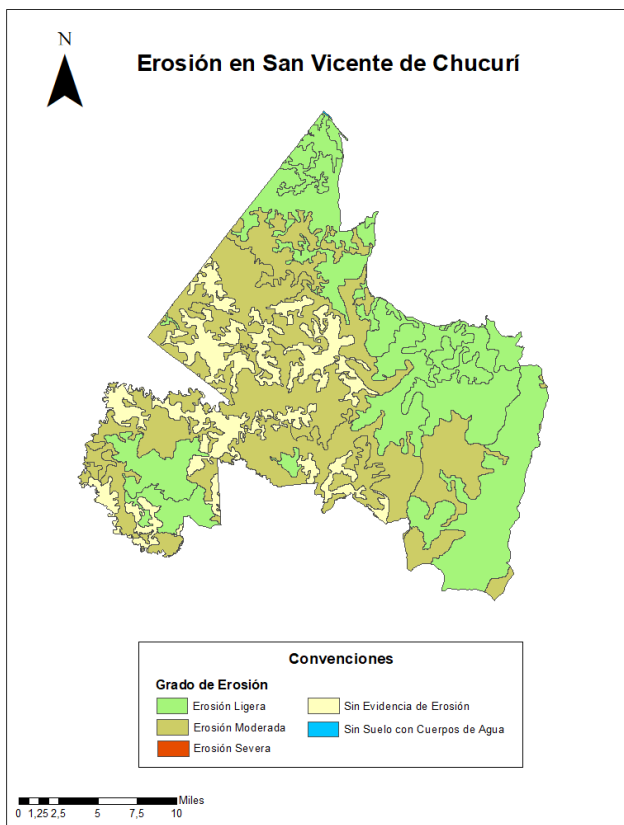 N
Erosión en San Vicente de Chucurí
Convenciones
Grado de Erosión
Erosión Ligera
Erosión Moderada
Erosión Severa
Sin Evidencia de Erosión
Sin Suelo con Cuerpos de Agua
Miles
0 1,25 2,5 5 7,5 10